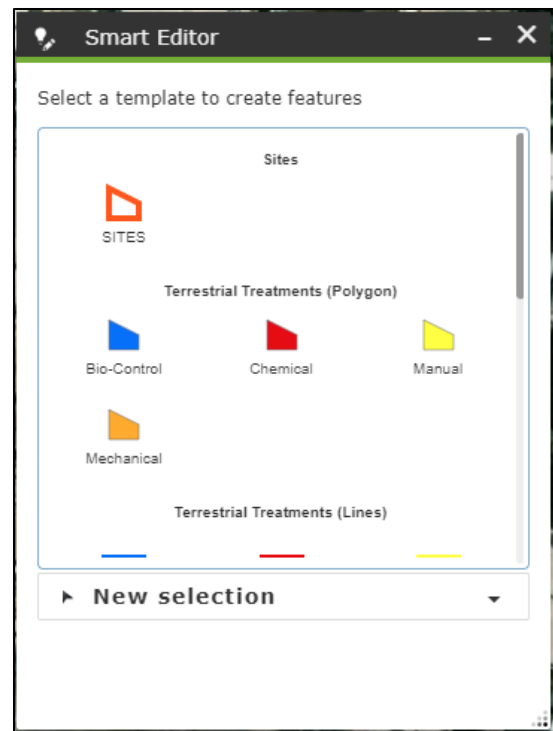 Smart Editor
Select a template to create features
Sites
SITES
Terrestrial Treatments (Polygon)
Bio-Control Chemical Manual
Mechanical
Terrestrial Treatments (Lines)
New selection